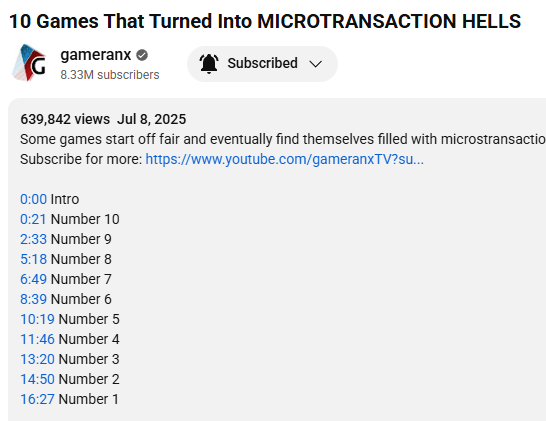 10 Games That Turned Into MICROTRANSACTION HELLS
G
gameranx
8.33M subscribers
Subscribed
639,842 views Jul 8, 2025
Some games start off fair and eventually find themselves filled with microstransactio
Subscribe for more: https://www.youtube.com/gameranxTV?su...
0:00 Intro
0:21 Number 10
2:33 Number 9
5:18 Number 8
6:49 Number 7
8:39 Number 6
10:19 Number 5
11:46 Number 4
13:20 Number 3
14:50 Number 2
16:27 Number 1